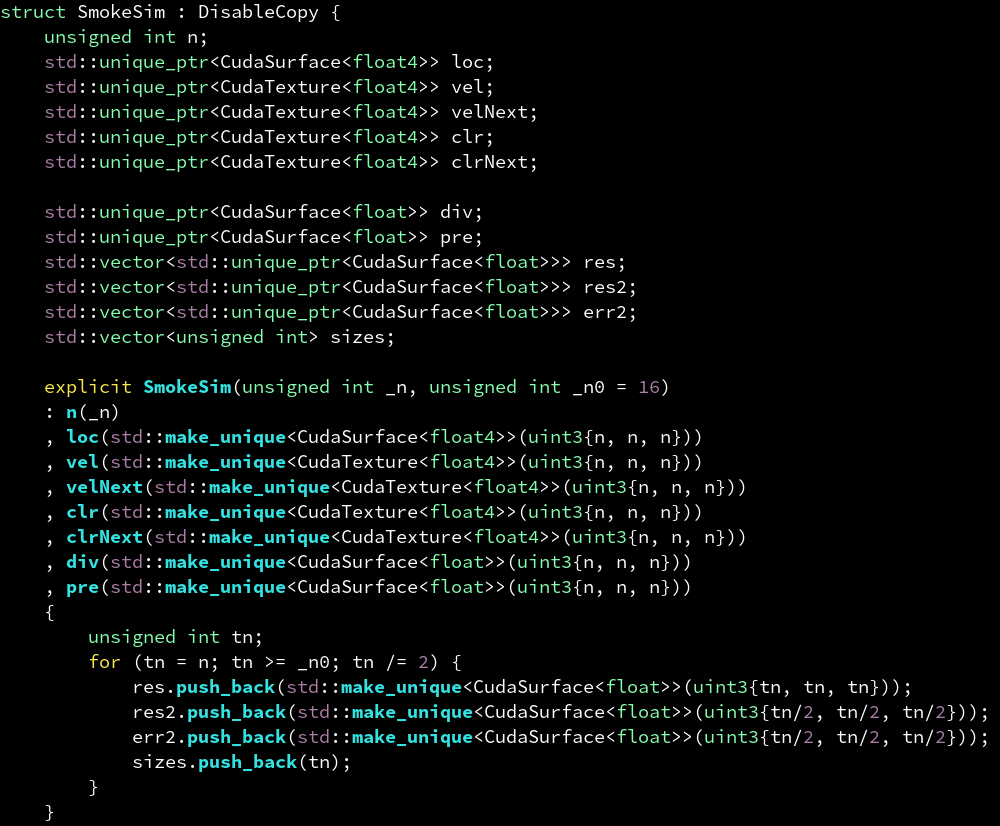 struct SmokeSim : DisableCopy {
    unsigned int n;
    std::unique_ptr<CudaSurface<float4>> loc;
    std::unique_ptr<CudaTexture<float4>> vel;
    std::unique_ptr<CudaTexture<float4>> velNext;
    std::unique_ptr<CudaTexture<float4>> clr;
    std::unique_ptr<CudaTexture<float4>> clrNext;

    std::unique_ptr<CudaSurface<float>> div;
    std::unique_ptr<CudaSurface<float>> pre;
    std::vector<std::unique_ptr<CudaSurface<float>>> res;
    std::vector<std::unique_ptr<CudaSurface<float>>> res2;
    std::vector<std::unique_ptr<CudaSurface<float>>> err2;
    std::vector<unsigned int> sizes;

    explicit SmokeSim(unsigned int _n, unsigned int _n0 = 16)
    : n(_n)
    , loc(std::make_unique<CudaSurface<float4>>(uint3{n, n, n}))
    , vel(std::make_unique<CudaTexture<float4>>(uint3{n, n, n}))
    , velNext(std::make_unique<CudaTexture<float4>>(uint3{n, n, n}))
    , clr(std::make_unique<CudaTexture<float4>>(uint3{n, n, n}))
    , clrNext(std::make_unique<CudaTexture<float4>>(uint3{n, n, n}))
    , div(std::make_unique<CudaSurface<float>>(uint3{n, n, n}))
    , pre(std::make_unique<CudaSurface<float>>(uint3{n, n, n}))
    {
        unsigned int tn;
        for (tn = n; tn >= _n0; tn /= 2) {
            res.push_back(std::make_unique<CudaSurface<float>>(uint3{tn, tn, tn}));
            res2.push_back(std::make_unique<CudaSurface<float>>(uint3{tn/2, tn/2, tn/2}));
            err2.push_back(std::make_unique<CudaSurface<float>>(uint3{tn/2, tn/2, tn/2}));
            sizes.push_back(tn);
        }
    }